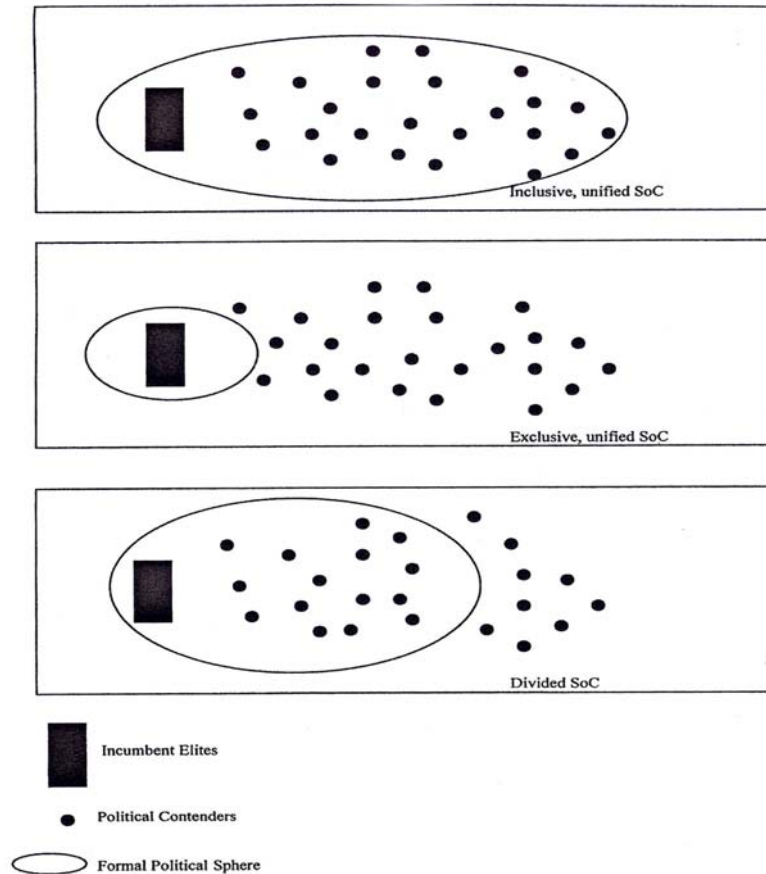 Inclusive, unified SoC
Exclusive, unified SoC
Divided SoC
Incumbent Elites
Political Contenders
Formal Political Sphere